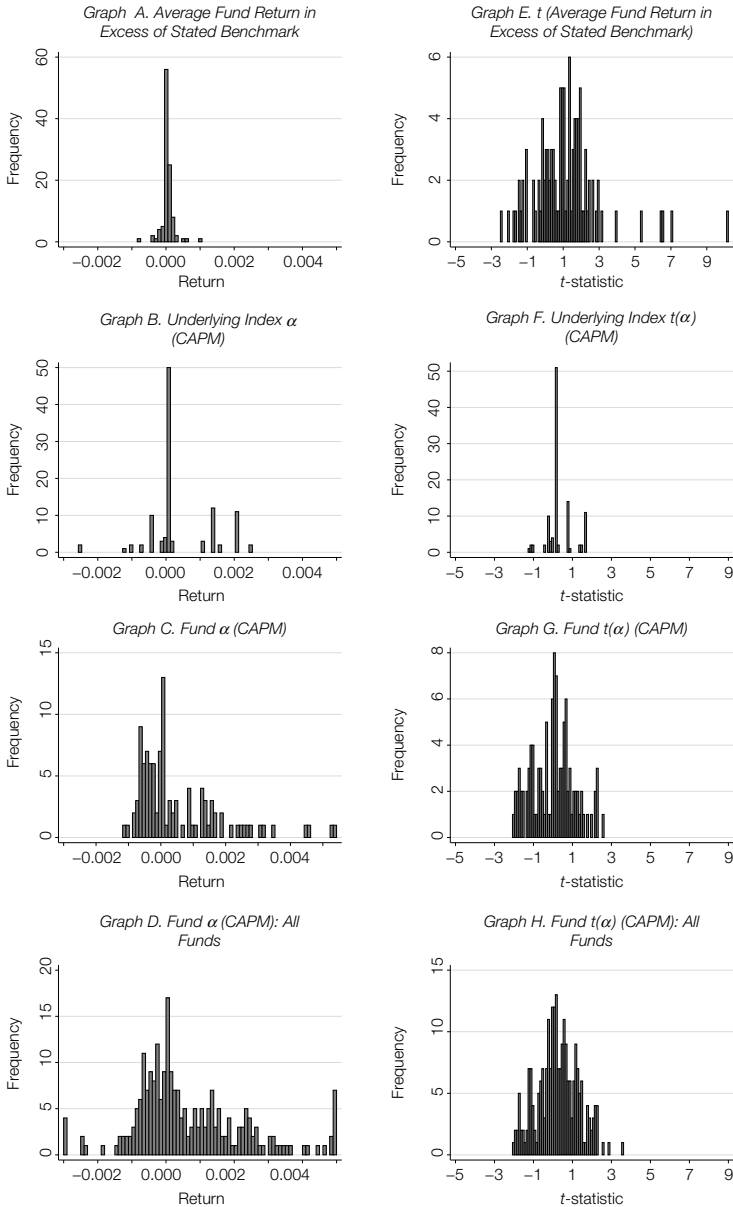 Graph A. Average Fund Return in
Excess of Stated Benchmark
Frequency
60
40
20
0
−0.002 0.000 0.002 0.004
Return
Graph E. t (Average Fund Return in
Excess of Stated Benchmark)
Frequency
6
4
2
0
−5 −3 −1 1 3 5 7 9
t-statistic
Graph B. Underlying Index α
(CAPM)
Frequency
50
40
30
20
10
0
−0.002 0.000 0.002 0.004
Return
Graph F. Underlying Index t(α)
(CAPM)
Frequency
50
40
30
20
10
0
−5 −3 −1 1 3 5 7 9
t-statistic
Graph C. Fund α (CAPM)
Frequency
15
10
5
0
−0.002 0.000 0.002 0.004
Return
Graph G. Fund t(α) (CAPM)
Frequency
8
6
4
2
0
−5 −3 −1 1 3 5 7 9
t-statistic
Graph D. Fund α (CAPM): All
Funds
Frequency
20
15
10
5
0
−0.002 0.000 0.002 0.004
Return
Graph H. Fund t(α) (CAPM): All
Funds
Frequency
15
10
5
0
−5 −3 −1 1 3 5 7 9
t-statistic